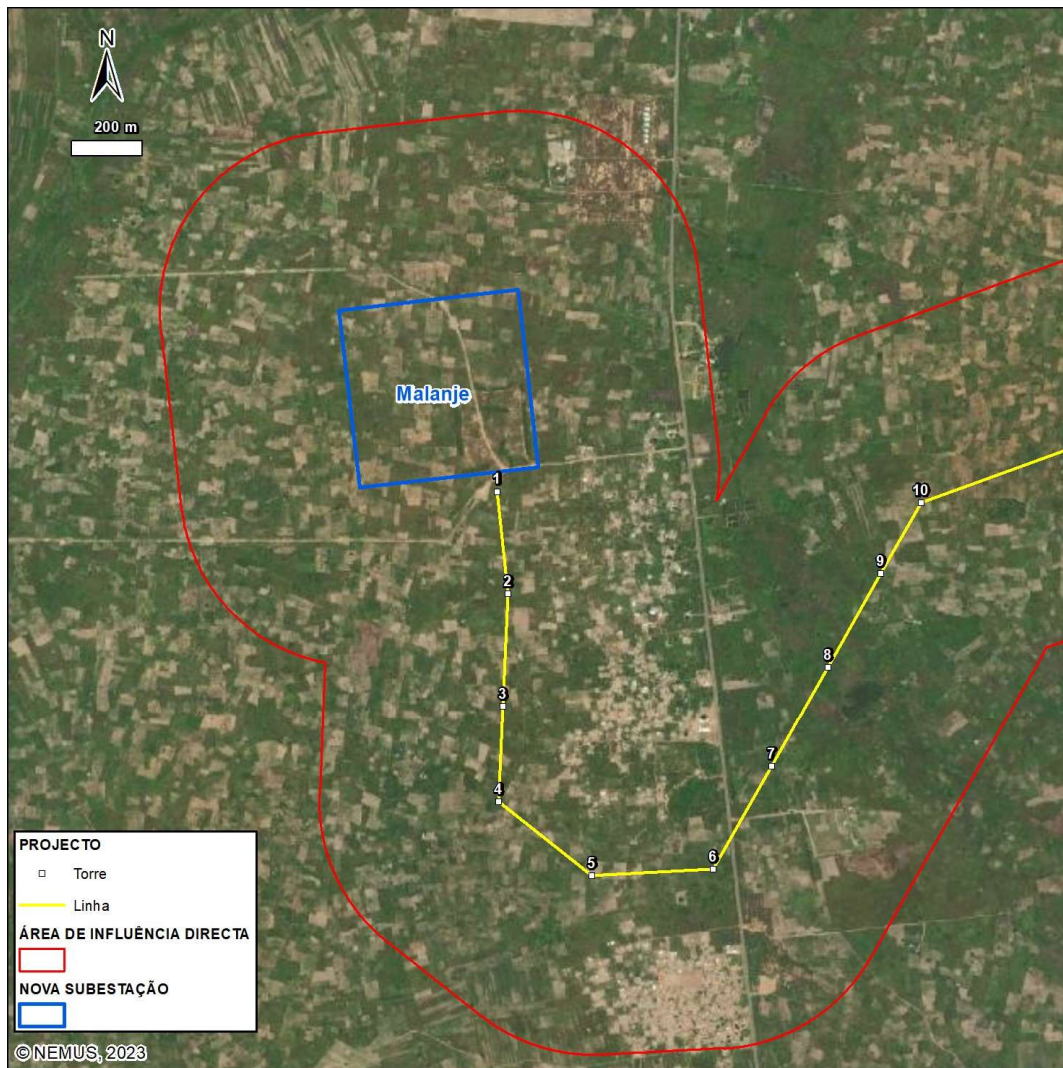 N
200 m
Malanje
1
2
3
4
5
6
7
8
9
10
PROJECTO
Torre
Linha
ÁREA DE INFLUÊNCIA DIRECTA
NOVA SUBESTAÇÃO
© NEMUS, 2023